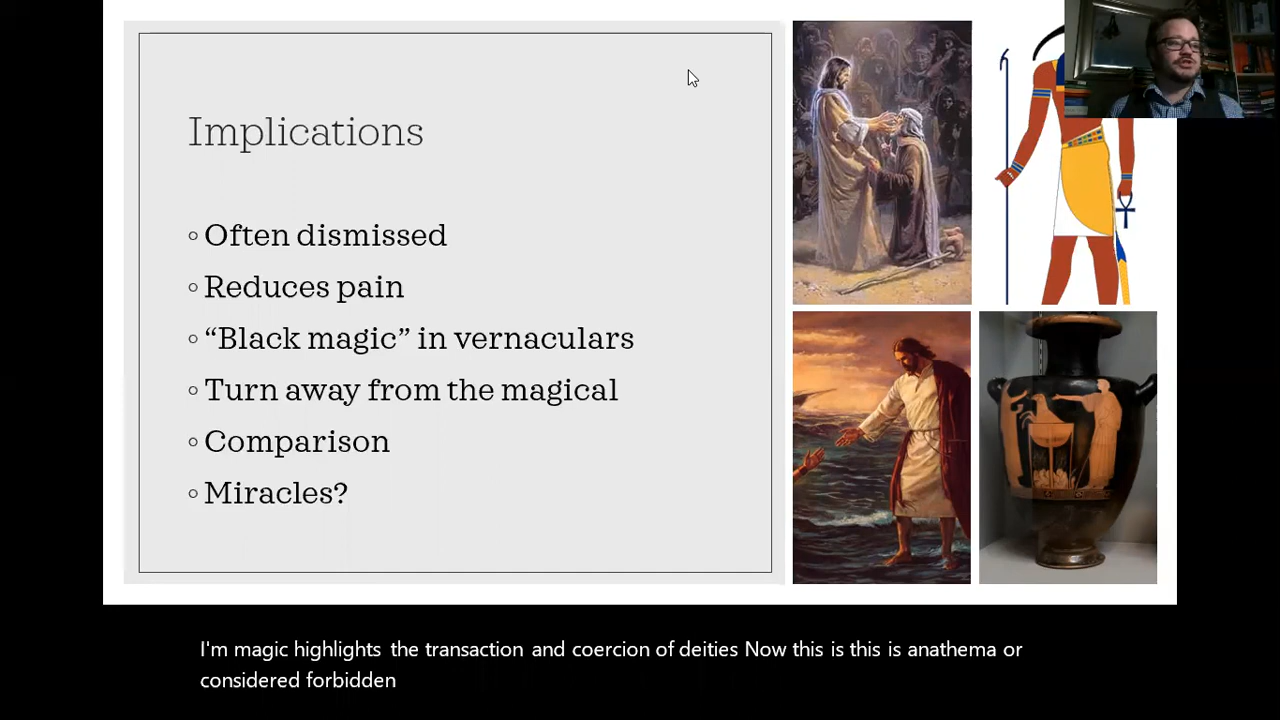 Implications
◦ Often dismissed
◦ Reduces pain
◦ “Black magic” in vernaculars
◦ Turn away from the magical
◦ Comparison
◦ Miracles?
I'm magic highlights the transaction and coercion of deities Now this is this is anathema or
considered forbidden